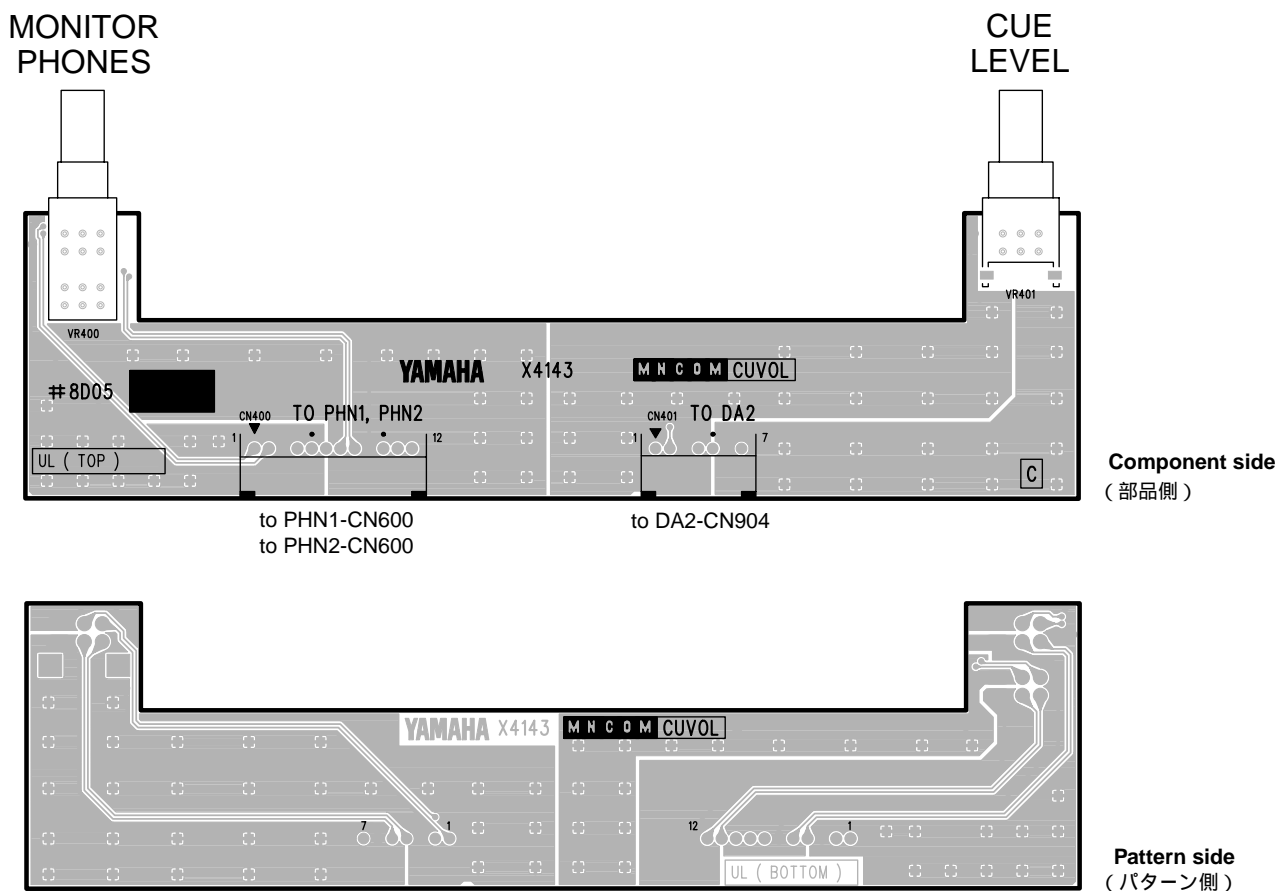 MONITOR
PHONES
CUE
LEVEL
VR400
VR401
YAMAHA X4143 MNCOM CUVOL
#8D05
CN400 TO PHN1, PHN2
1 12
CN401 TO DA2
1 7
UL ( TOP )
C
Component side
（部品側）
to PHN1-CN600
to PHN2-CN600
to DA2-CN904
YAMAHA X4143 MNCOM CUVOL
7 1
12 1
UL ( BOTTOM )
Pattern side
（パターン側）